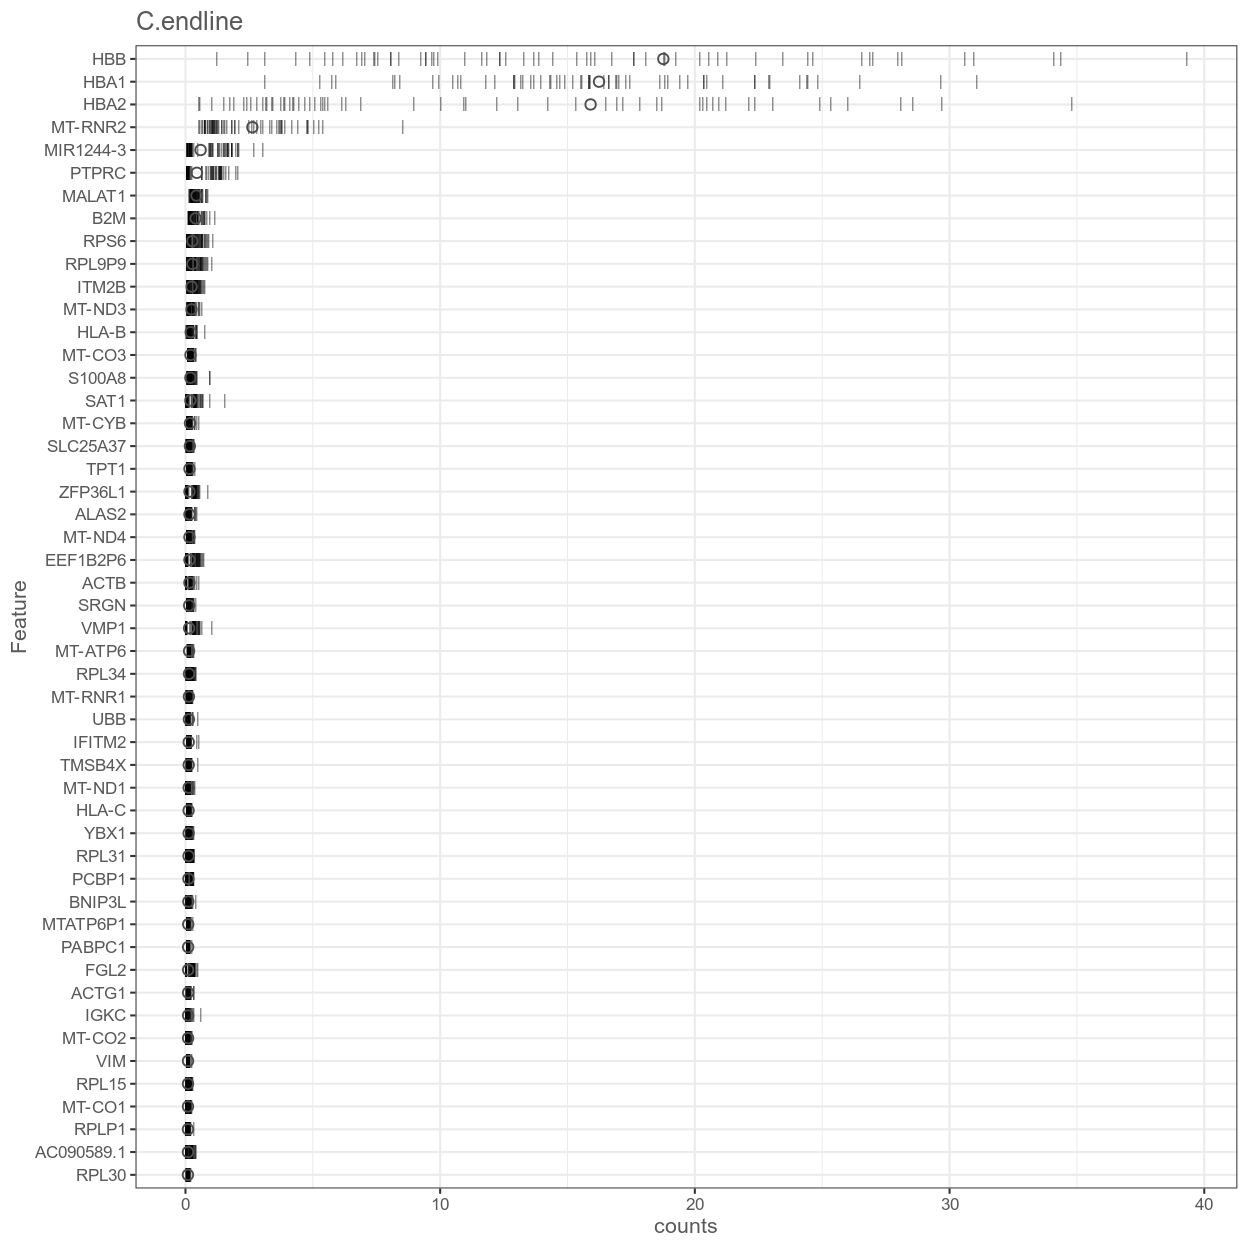 C.endline
HBB
HBA1
HBA2
MT-RNR2
MIR1244-3
PTPRC
MALAT1
B2M
RPS6
RPL9P9
ITM2B
MT-ND3
HLA-B
MT-CO3
S100A8
SAT1
MT-CYB
SLC25A37
TPT1
ZFP36L1
ALAS2
MT-ND4
EEF1B2P6
ACTB
SRGN
VMP1
MT-ATP6
RPL34
MT-RNR1
UBB
IFITM2
TMSB4X
MT-ND1
HLA-C
YBX1
RPL31
PCBP1
BNIP3L
MTATP6P1
PABPC1
FGL2
ACTG1
IGKC
MT-CO2
VIM
RPL15
MT-CO1
RPLP1
AC090589.1
RPL30
Feature
0 10 20 30 40
counts